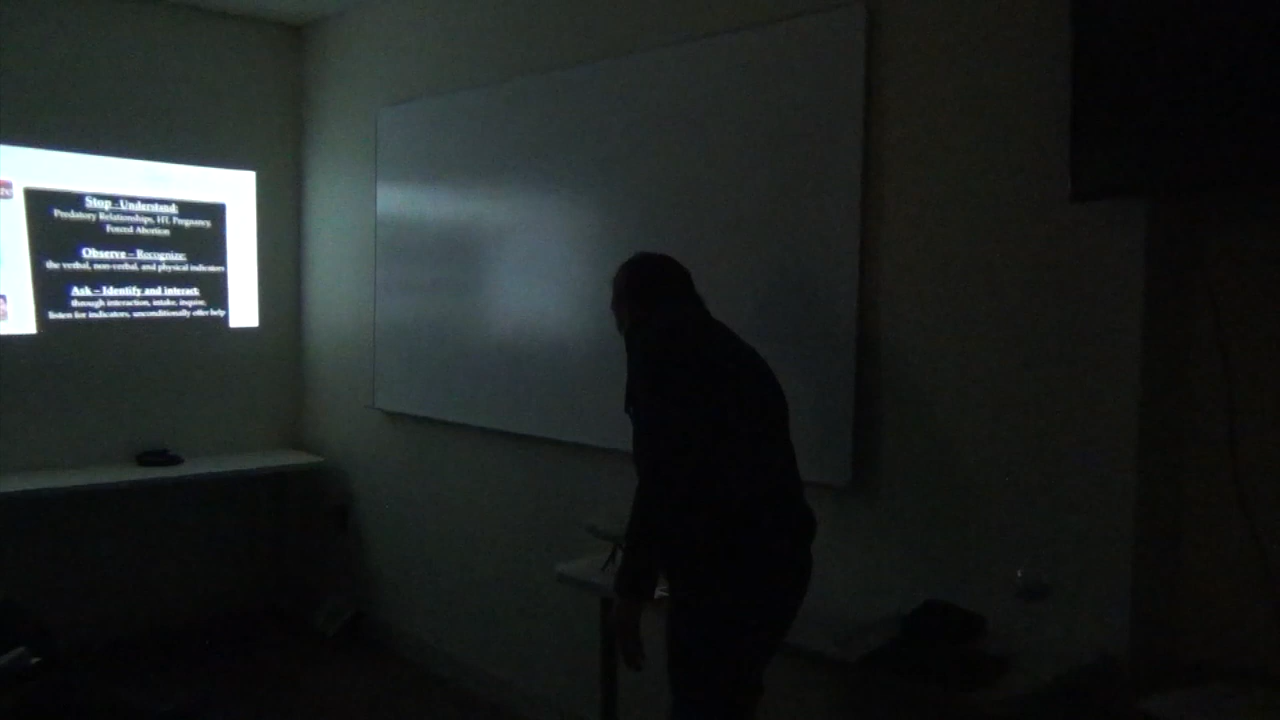 Stop - Understand:
Predatory Relationships, HT, Pregnancy,
Forced Abortion
Observe – Recognize:
the verbal, non-verbal, and physical indicators
Ask – Identify and interact:
through interaction, intake, inquire,
listen for indicators, unconditionally offer help